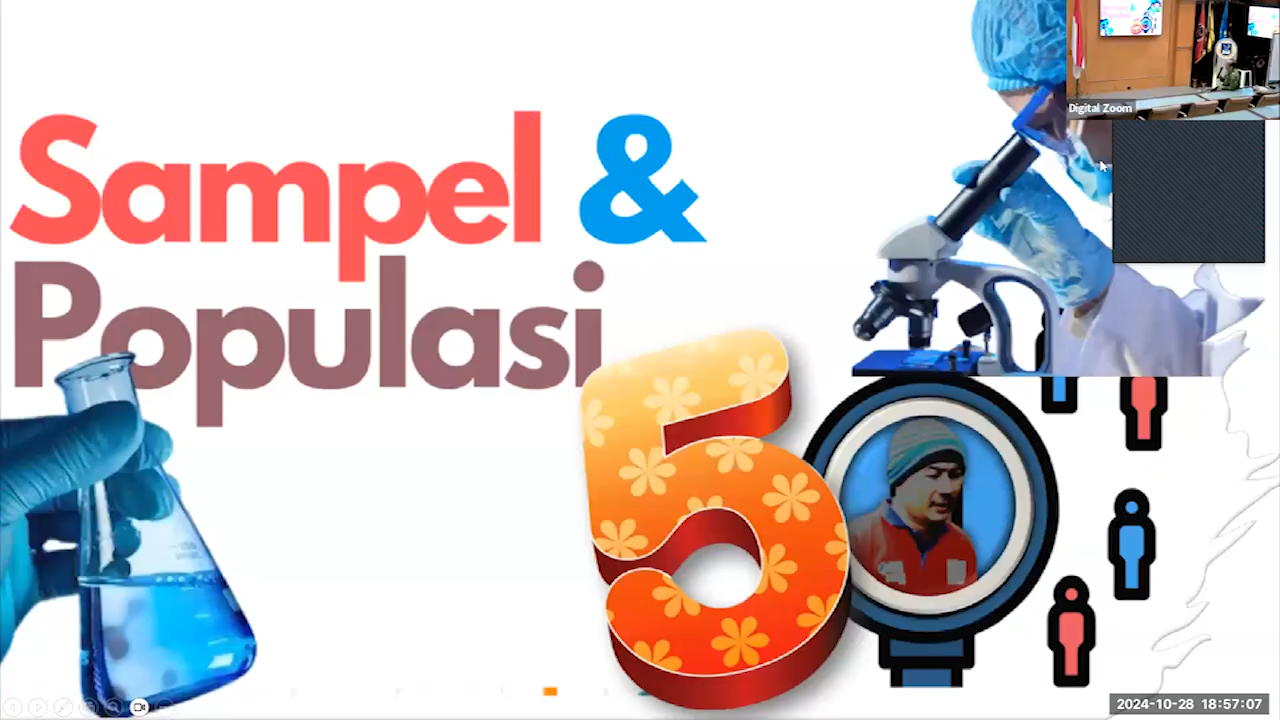 Sampel &
Populasi
5
Digital Zoom
2024-10-28 18:57:07